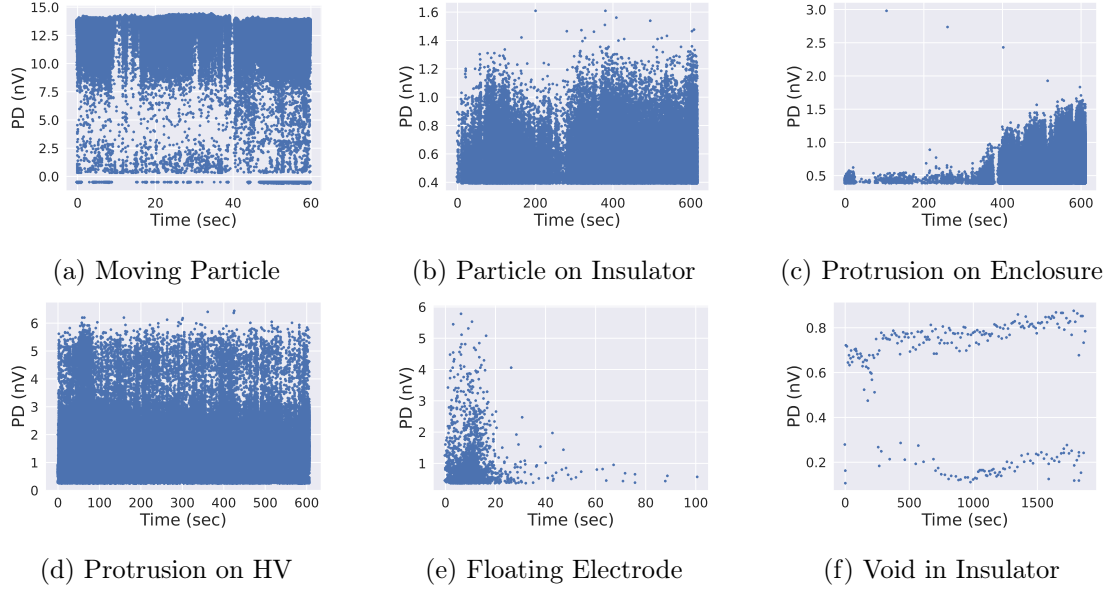 15.0
12.5
10.0
7.5
5.0
2.5
0.0
PD (nV)
0 20 40 60
Time (sec)
(a) Moving Particle
1.6
1.4
1.2
1.0
0.8
0.6
0.4
PD (nV)
0 200 400 600
Time (sec)
(b) Particle on Insulator
3.0
2.5
2.0
1.5
1.0
0.5
PD (nV)
0 200 400 600
Time (sec)
(c) Protrusion on Enclosure
6
5
4
3
2
1
0
PD (nV)
0 100 200 300 400 500 600
Time (sec)
(d) Protrusion on HV
6
5
4
3
2
1
PD (nV)
0 20 40 60 80 100
Time (sec)
(e) Floating Electrode
0.8
0.6
0.4
0.2
PD (nV)
0 500 1000 1500
Time (sec)
(f) Void in Insulator